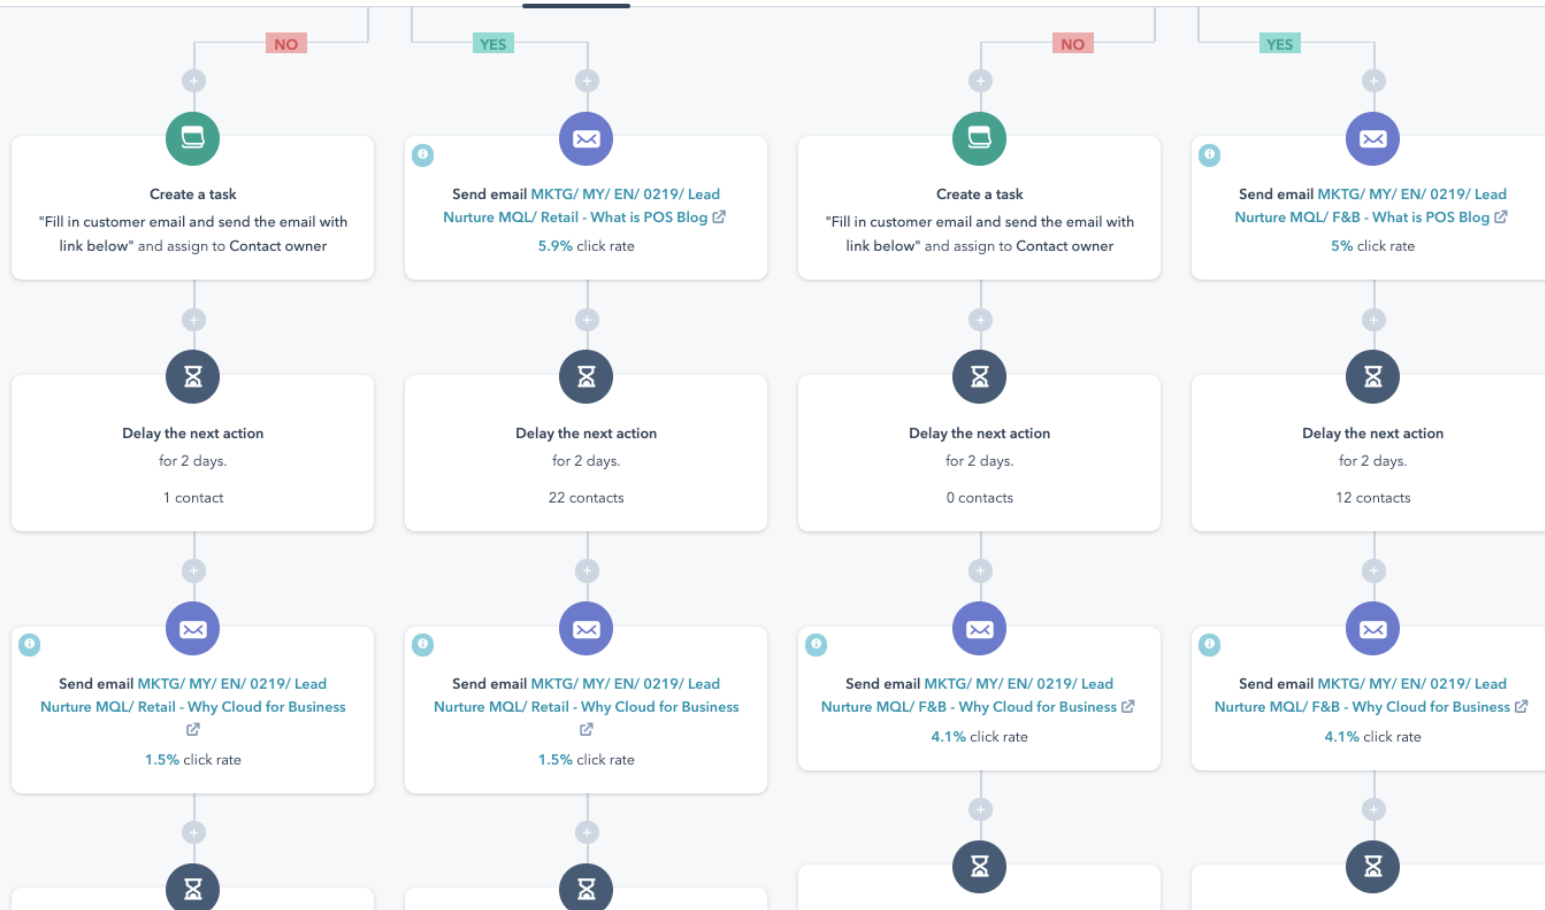 NO
YES
NO
YES
Create a task
"Fill in customer email and send the email with
link below" and assign to Contact owner
Send email MKTG/ MY/ EN/ 0219/ Lead
Nurture MQL/ Retail - What is POS Blog
5.9% click rate
Create a task
"Fill in customer email and send the email with
link below" and assign to Contact owner
Send email MKTG/ MY/ EN/ 0219/ Lead
Nurture MQL/ F&B - What is POS Blog
5% click rate
Delay the next action
for 2 days.
1 contact
Delay the next action
for 2 days.
22 contacts
Delay the next action
for 2 days.
0 contacts
Delay the next action
for 2 days.
12 contacts
Send email MKTG/ MY/ EN/ 0219/ Lead
Nurture MQL/ Retail - Why Cloud for Business
1.5% click rate
Send email MKTG/ MY/ EN/ 0219/ Lead
Nurture MQL/ Retail - Why Cloud for Business
1.5% click rate
Send email MKTG/ MY/ EN/ 0219/ Lead
Nurture MQL/ F&B - Why Cloud for Business
4.1% click rate
Send email MKTG/ MY/ EN/ 0219/ Lead
Nurture MQL/ F&B - Why Cloud for Business
4.1% click rate